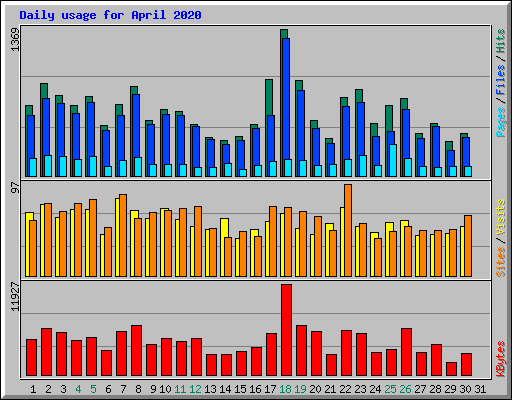 Daily usage for April 2020
1369
Pages / Files / Hits
97
Sites / Visits
11927
KBytes
1 2 3 4 5 6 7 8 9 10 11 12 13 14 15 16 17 18 19 20 21 22 23 24 25 26 27 28 29 30 31